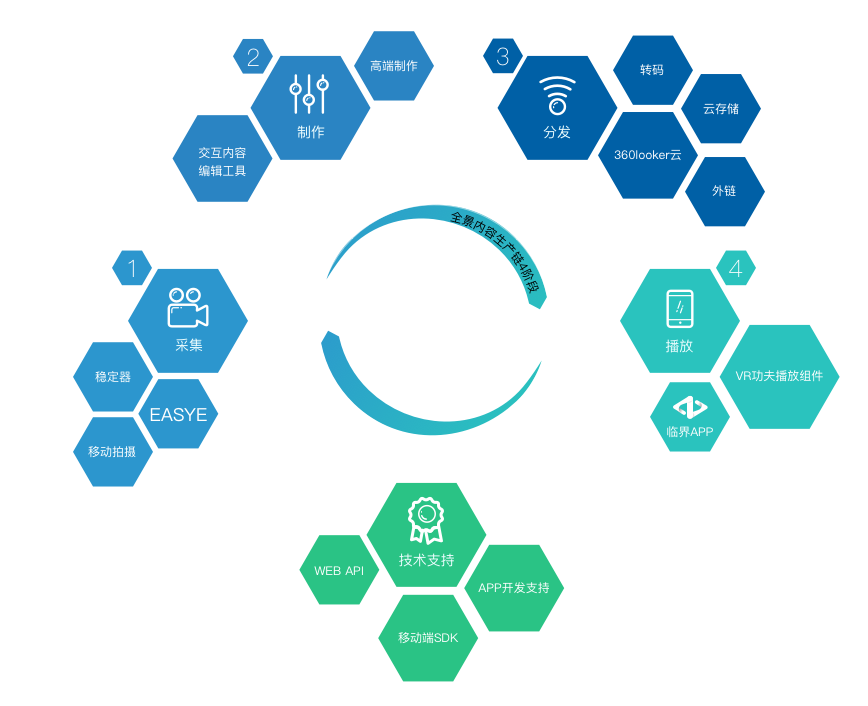 2
制作
高端制作
交互内容
编辑工具
3
分发
转码
云存储
360looker云
外链
全景内容生产链4阶段
1
采集
稳定器
EASYE
移动拍摄
4
播放
VR功夫播放组件
临界APP
技术支持
WEB API
APP开发支持
移动端SDK